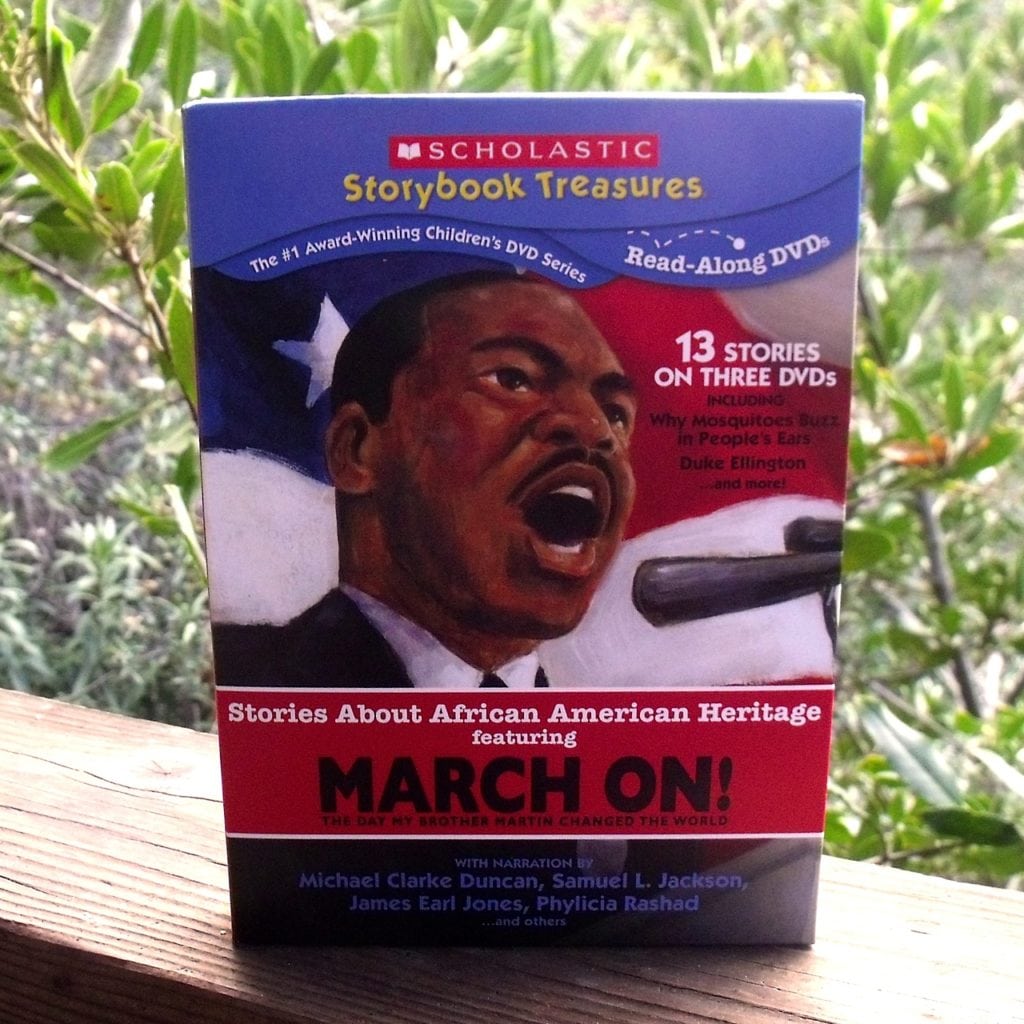 SCHOLASTIC
Storybook Treasures
The #1 Award-Winning Children's DVD Series
Read-Along DVDs
13 STORIES
ON THREE DVDs
INCLUDING
Why Mosquitoes Buzz
in People's Ears
Duke Ellington
...and more!
Stories About African American Heritage
featuring
MARCH ON!
THE DAY MY BROTHER MARTIN CHANGED THE WORLD
WITH NARRATION BY
Michael Clarke Duncan, Samuel L. Jackson,
James Earl Jones, Phylicia Rashad
...and others